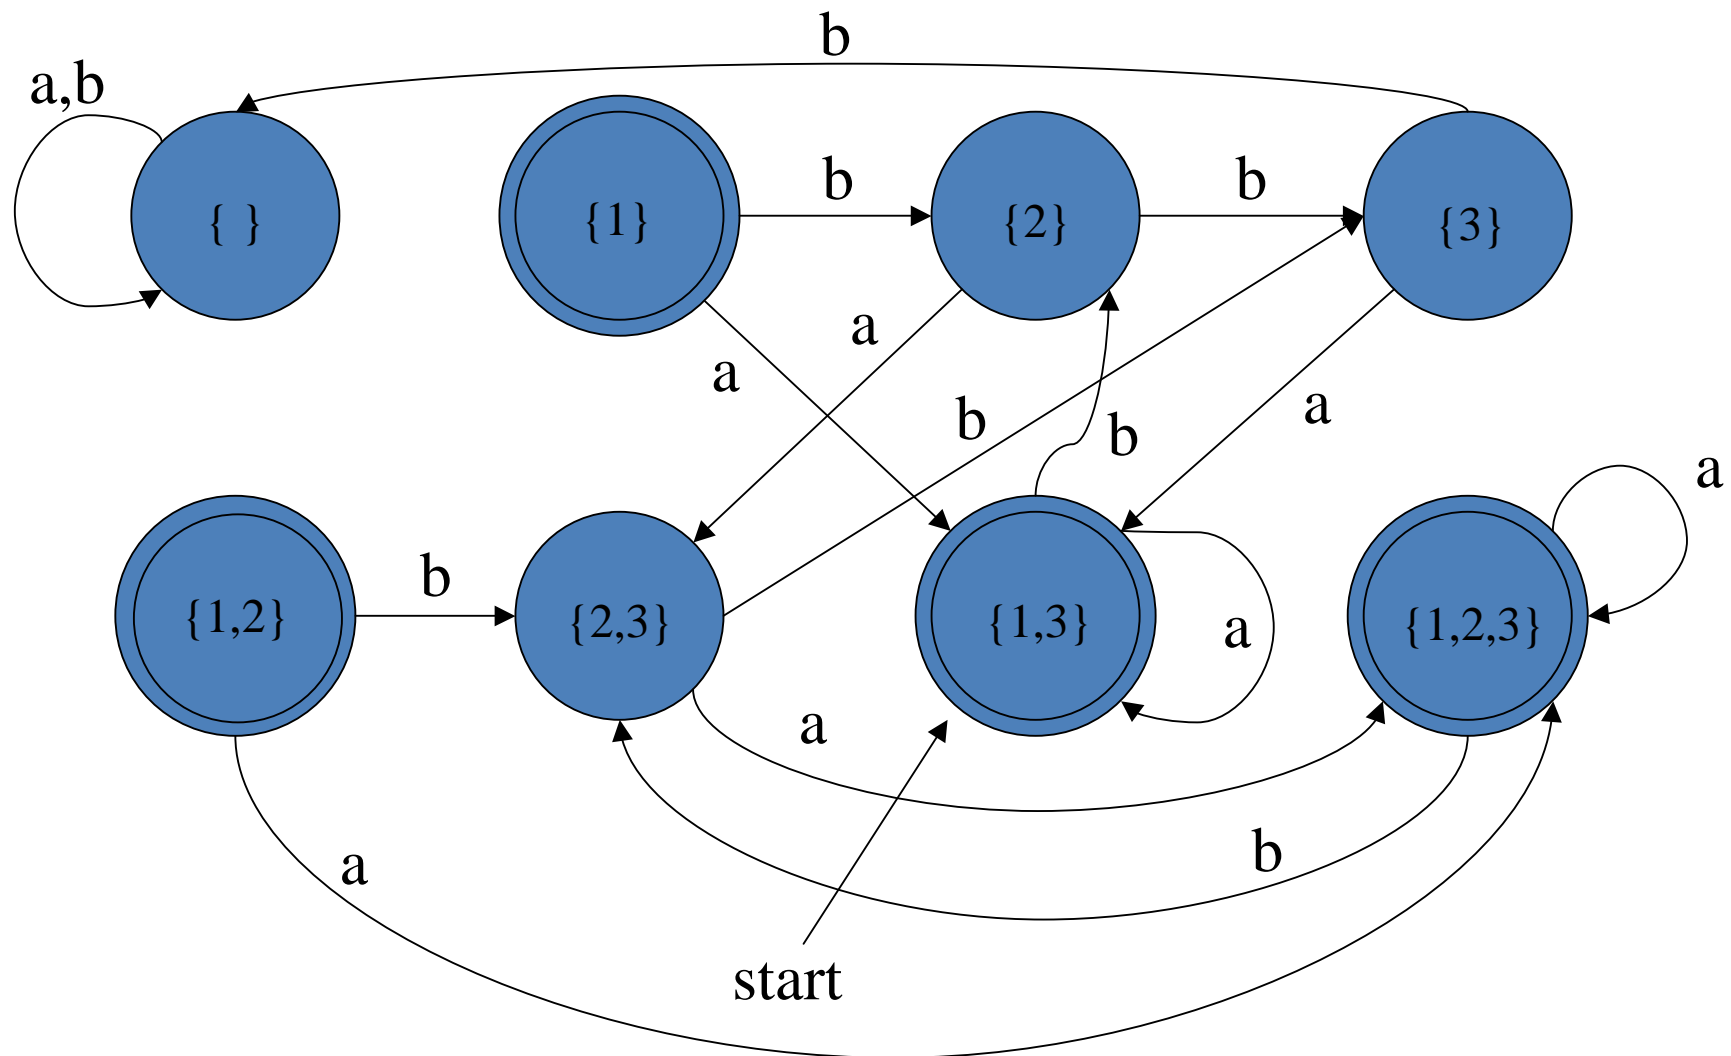 b
a,b
b
b
{ }
{1}
{2}
{3}
a
a
b
b
a
a
b
{1,2}
{2,3}
{1,3}
a
{1,2,3}
a
b
a
start